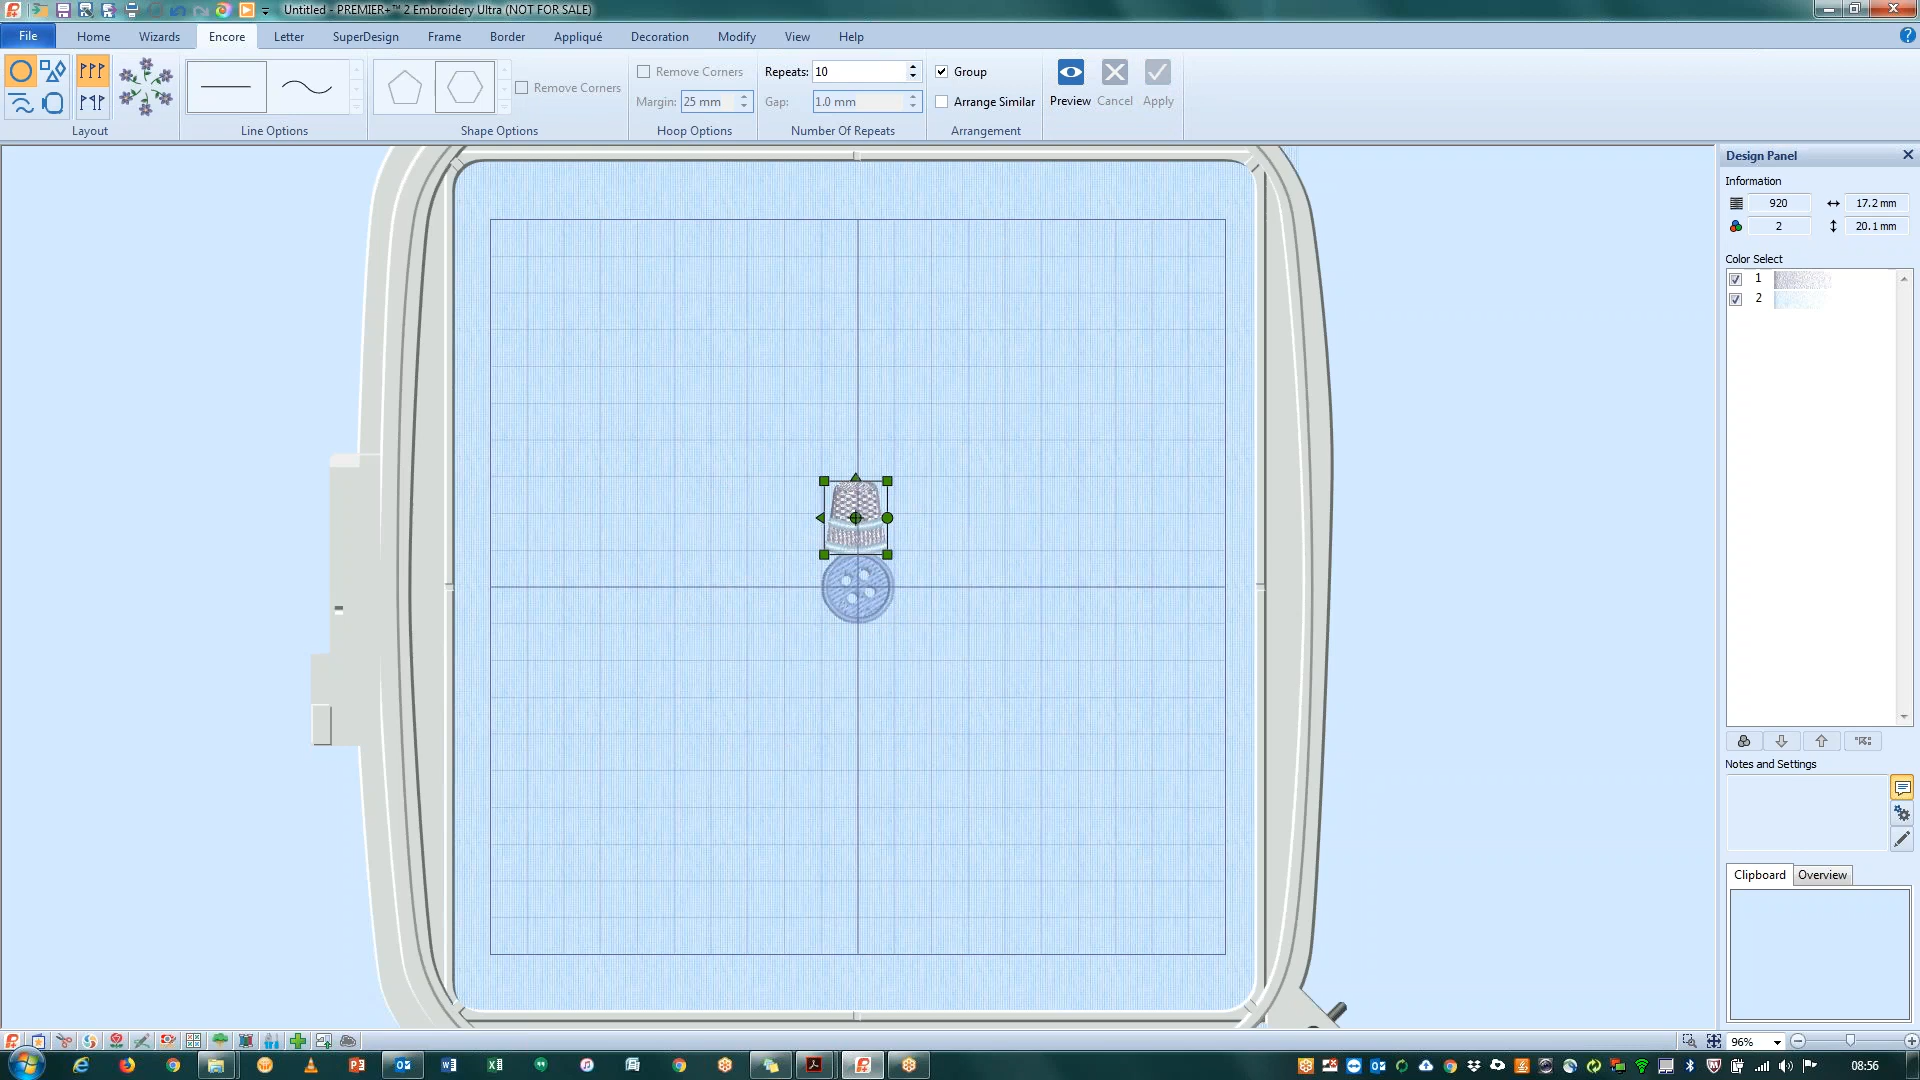 Untitled - PREMIER+™ 2 Embroidery Ultra (NOT FOR SALE)
File Home Wizards Encore Letter SuperDesign Frame Border Appliqué Decoration Modify View Help
Remove Corners Repeats: 10 Group
Remove Corners
Margin: 25 mm Gap: 1.0 mm Arrange Similar Preview Cancel Apply
Layout Line Options Shape Options Hoop Options Number Of Repeats Arrangement
Design Panel
Information
920 17.2 mm
2 20.1 mm
Color Select
1
2
Notes and Settings
Clipboard Overview
96%
08:56